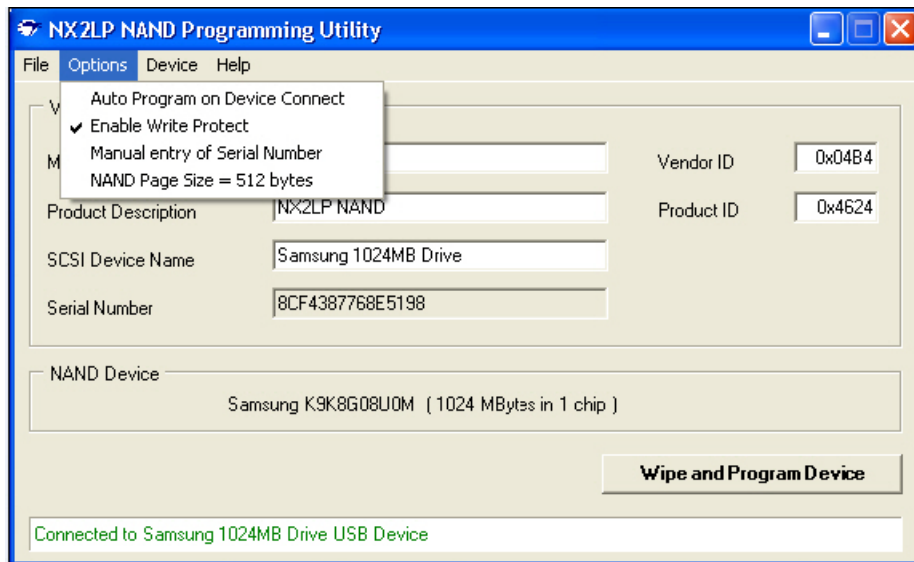 NX2LP NAND Programming Utility
File Options Device Help
Auto Program on Device Connect
Enable Write Protect
Manual entry of Serial Number
NAND Page Size = 512 bytes
V
M
Vendor ID 0x04B4
Product Description NX2LP NAND Product ID 0x4624
SCSI Device Name Samsung 1024MB Drive
Serial Number 8CF4387768E5198
NAND Device
Samsung K9K8G08U0M ( 1024 MBytes in 1 chip )
Wipe and Program Device
Connected to Samsung 1024MB Drive USB Device